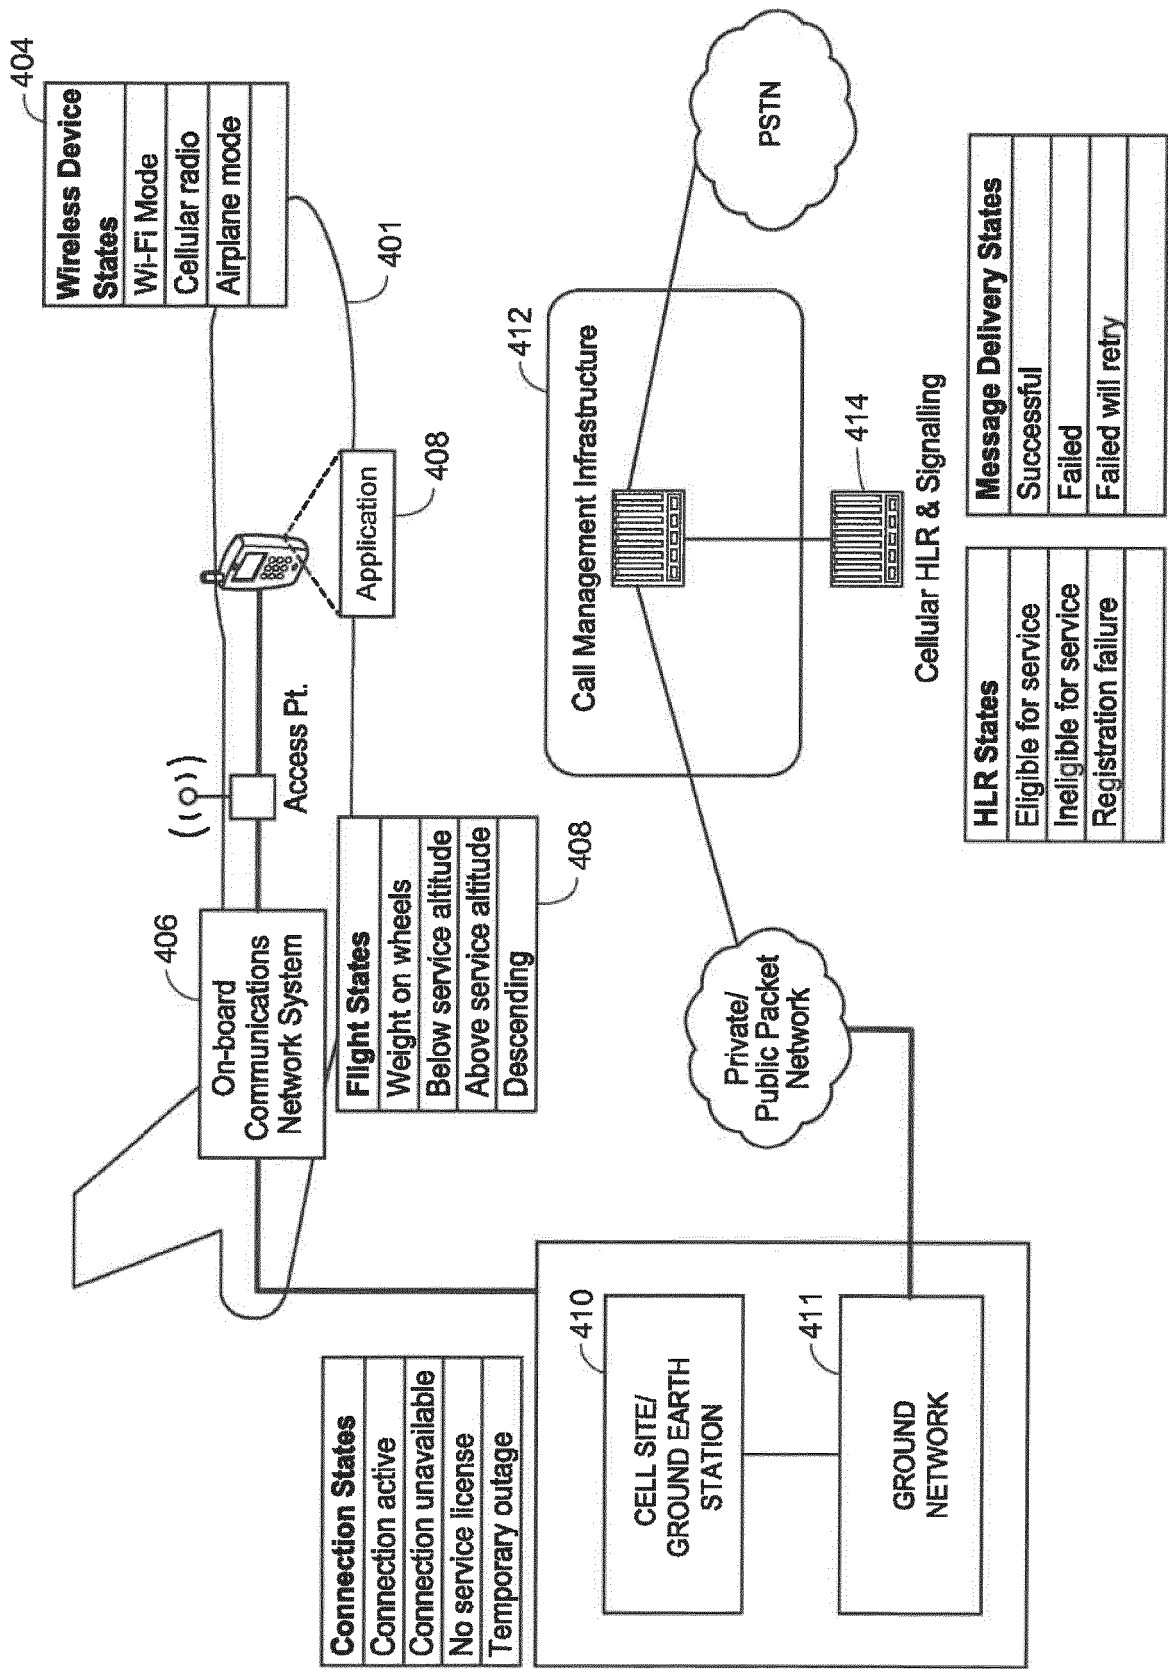 404
Wireless Device
States
Wi-Fi Mode
Cellular radio
Airplane mode
401
406
On-board
Communications
Network System
Access Pt.
Application
408
Flight States
Weight on wheels
Below service altitude
Above service altitude
Descending
408
Connection States
Connection active
Connection unavailable
No service license
Temporary outage
410
CELL SITE/
GROUND EARTH
STATION
411
GROUND
NETWORK
Private/
Public Packet
Network
412
Call Management Infrastructure
PSTN
414
Cellular HLR & Signalling
HLR States
Eligible for service
Ineligible for service
Registration failure
Message Delivery States
Successful
Failed
Failed will retry